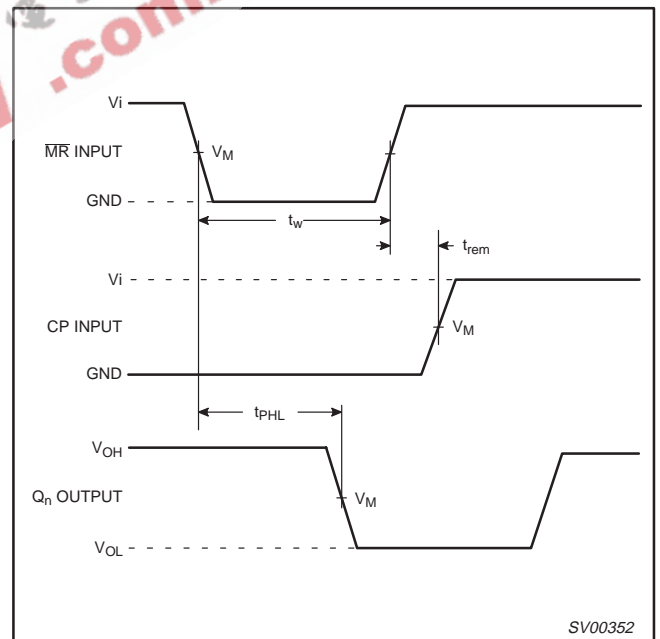 .com
Vi
MR INPUT
VM
GND
tw
trem
Vi
CP INPUT
VM
GND
tPHL
VOH
Qn OUTPUT
VM
VOL
SV00352